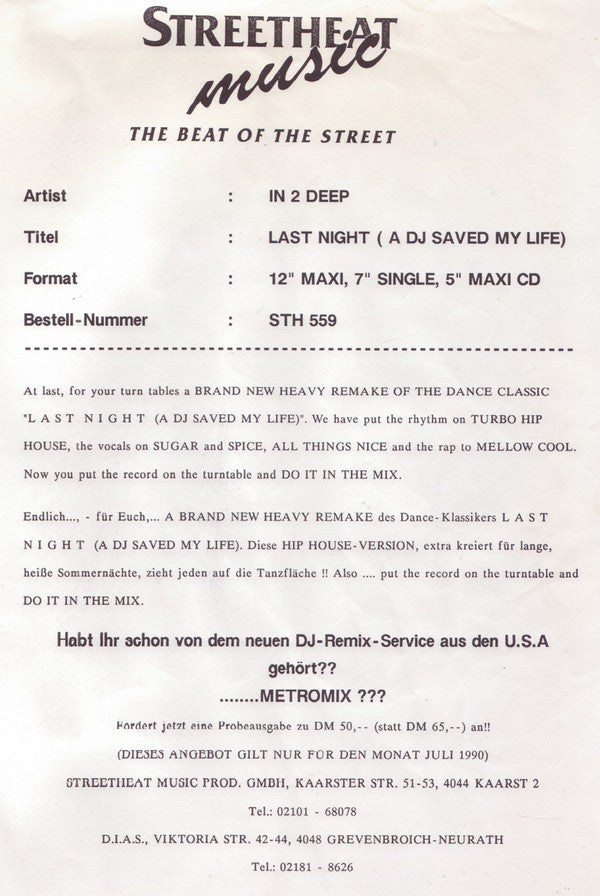 STREETHEAT
music
THE BEAT OF THE STREET
Artist : IN 2 DEEP
Titel : LAST NIGHT ( A DJ SAVED MY LIFE)
Format : 12" MAXI, 7" SINGLE, 5" MAXI CD
Bestell-Nummer : STH 559
At last, for your turn tables a BRAND NEW HEAVY REMAKE OF THE DANCE CLASSIC
"L A S T N I G H T (A DJ SAVED MY LIFE)". We have put the rhythm on TURBO HIP
HOUSE, the vocals on SUGAR and SPICE, ALL THINGS NICE and the rap to MELLOW COOL.
Now you put the record on the turntable and DO IT IN THE MIX.
Endlich..., - für Euch,... A BRAND NEW HEAVY REMAKE des Dance-Klassikers L A S T
N I G H T (A DJ SAVED MY LIFE). Diese HIP HOUSE-VERSION, extra kreiert für lange,
heiße Sommernächte, zieht jeden auf die Tanzfläche !! Also .... put the record on the turntable and
DO IT IN THE MIX.
Habt Ihr schon von dem neuen DJ-Remix-Service aus den U.S.A
gehört??
........METROMIX ???
Fordert jetzt eine Probeausgabe zu DM 50,-- (statt DM 65,--) an!!
(DIESES ANGEBOT GILT NUR FÜR DEN MONAT JULI 1990)
STREETHEAT MUSIC PROD. GMBH, KAARSTER STR. 51-53, 4044 KAARST 2
Tel.: 02101 - 68078
D.I.A.S., VIKTORIA STR. 42-44, 4048 GREVENBROICH-NEURATH
Tel.: 02181 - 8626